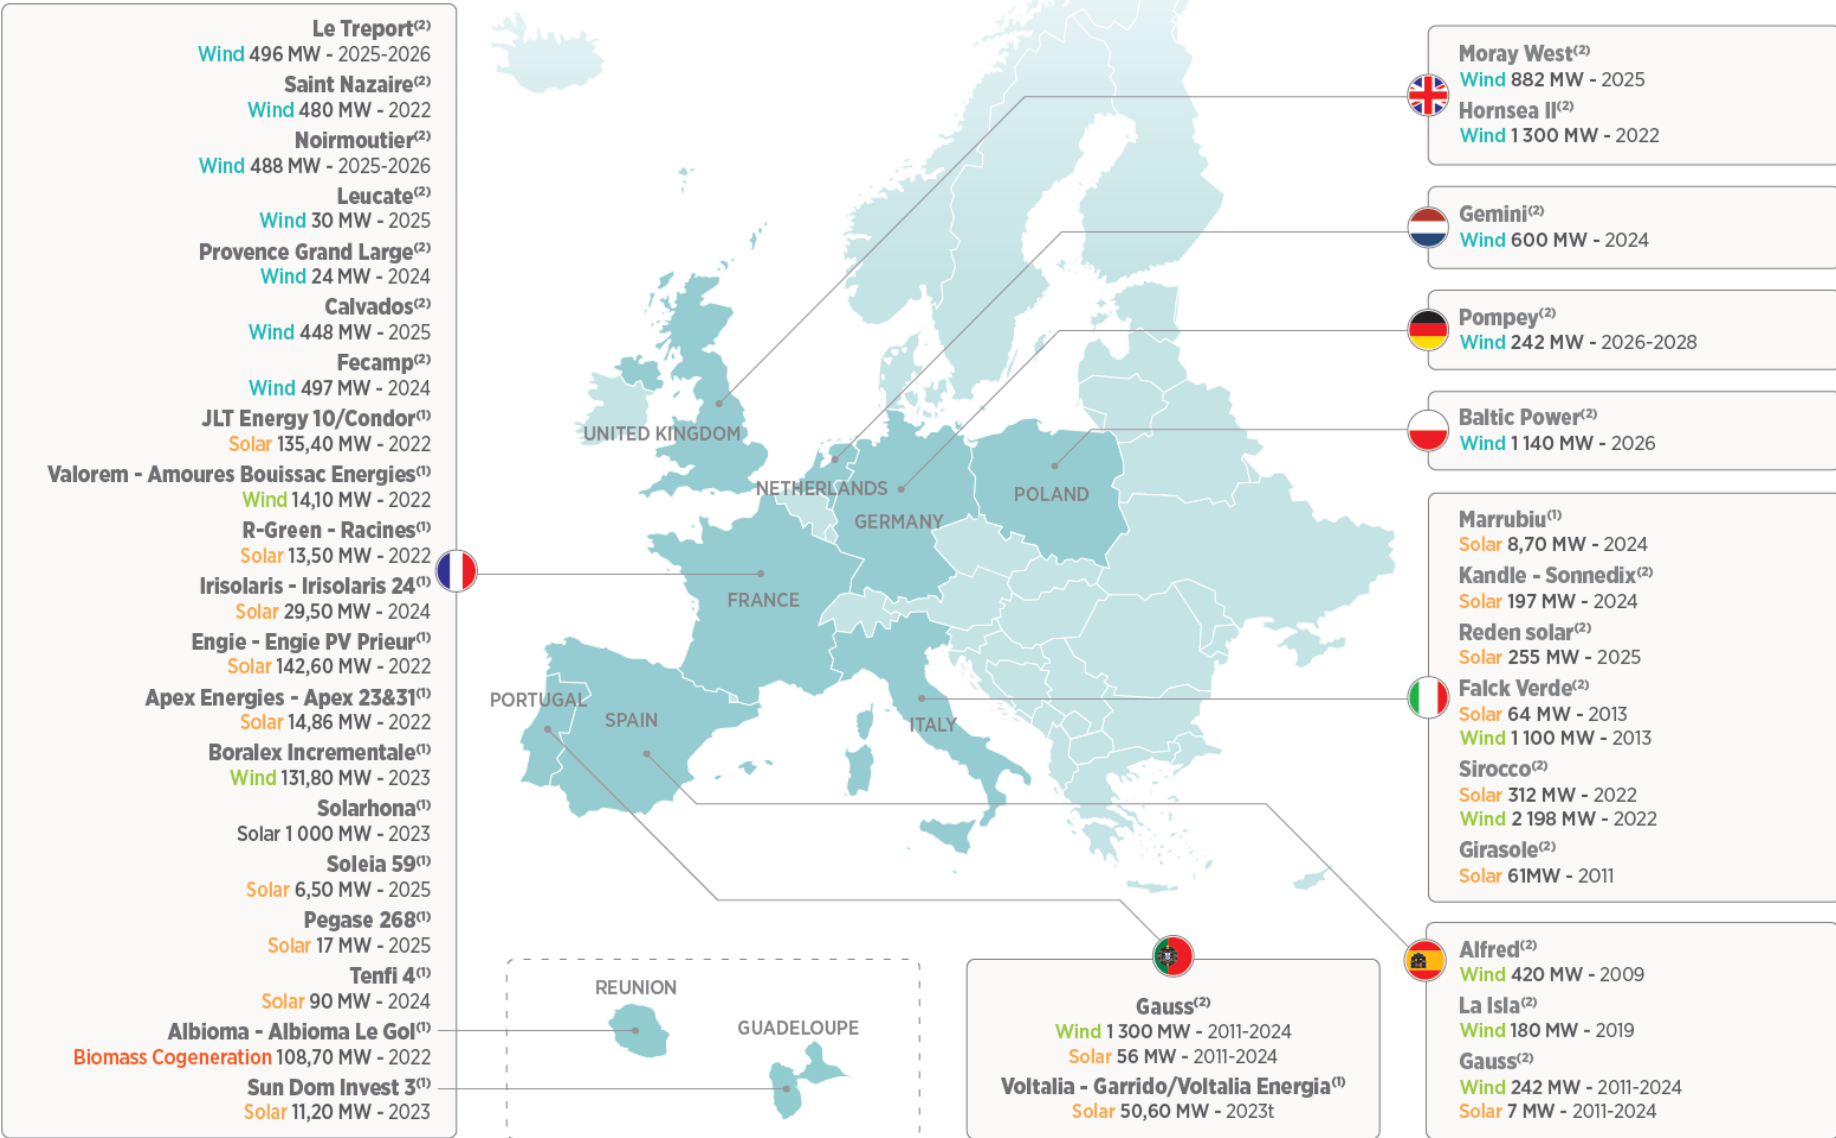 Le Treport(2)
Wind 496 MW - 2025-2026
Saint Nazaire(2)
Wind 480 MW - 2022
Noirmoutier(2)
Wind 488 MW - 2025-2026
Leucate(2)
Wind 30 MW - 2025
Provence Grand Large(2)
Wind 24 MW - 2024
Calvados(2)
Wind 448 MW - 2025
Fecamp(2)
Wind 497 MW - 2024
JLT Energy 10/Condor(1)
Solar 135,40 MW - 2022
Valorem - Amoures Bouissac Energies(1)
Wind 14,10 MW - 2022
R-Green - Racines(1)
Solar 13,50 MW - 2022
Irisolaris - Irisolaris 24(1)
Solar 29,50 MW - 2024
Engie - Engie PV Prieur(1)
Solar 142,60 MW - 2022
Apex Energies - Apex 23&31(1)
Solar 14,86 MW - 2022
Boralex Incrementale(1)
Wind 131,80 MW - 2023
Solarhona(1)
Solar 1 000 MW - 2023
Soleia 59(1)
Solar 6,50 MW - 2025
Pegase 268(1)
Solar 17 MW - 2025
Tenfi 4(1)
Solar 90 MW - 2024
Albioma - Albioma Le Gol(1)
Biomass Cogeneration 108,70 MW - 2022
Sun Dom Invest 3(1)
Solar 11,20 MW - 2023
UNITED KINGDOM
NETHERLANDS
GERMANY
POLAND
FRANCE
PORTUGAL
SPAIN
ITALY
REUNION
GUADELOUPE
Moray West(2)
Wind 882 MW - 2025
Hornsea II(2)
Wind 1 300 MW - 2022
Gemini(2)
Wind 600 MW - 2024
Pompey(2)
Wind 242 MW - 2026-2028
Baltic Power(2)
Wind 1 140 MW - 2026
Marrubiu(1)
Solar 8,70 MW - 2024
Kandle - Sonnedix(2)
Solar 197 MW - 2024
Reden solar(2)
Solar 255 MW - 2025
Falck Verde(2)
Solar 64 MW - 2013
Wind 1 100 MW - 2013
Sirocco(2)
Solar 312 MW - 2022
Wind 2 198 MW - 2022
Girasole(2)
Solar 61MW - 2011
Gauss(2)
Wind 1 300 MW - 2011-2024
Solar 56 MW - 2011-2024
Voltalia - Garrido/Voltalia Energia(1)
Solar 50,60 MW - 2023t
Alfred(2)
Wind 420 MW - 2009
La Isla(2)
Wind 180 MW - 2019
Gauss(2)
Wind 242 MW - 2011-2024
Solar 7 MW - 2011-2024